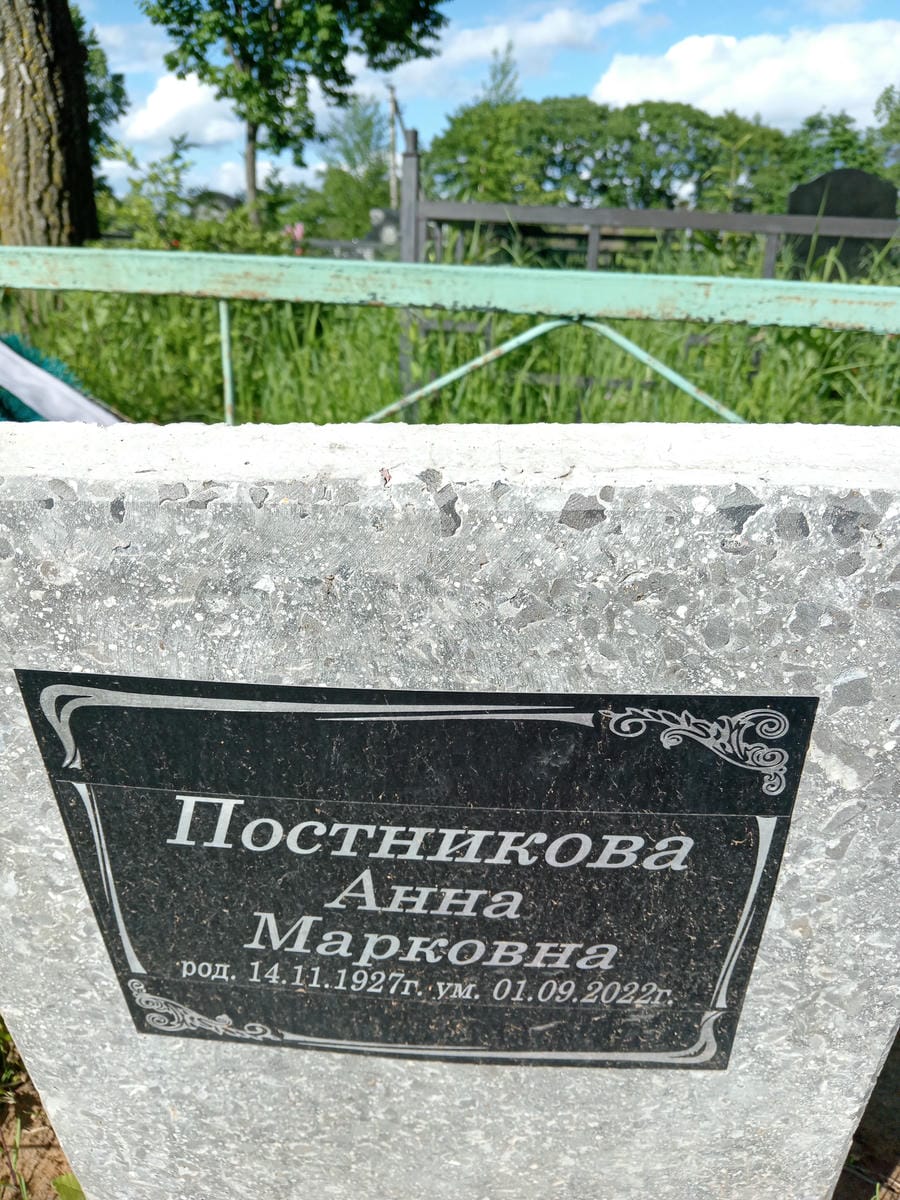 Постникова
Анна
Марковна
род. 14.11.1927г. ум. 01.09.2022г.